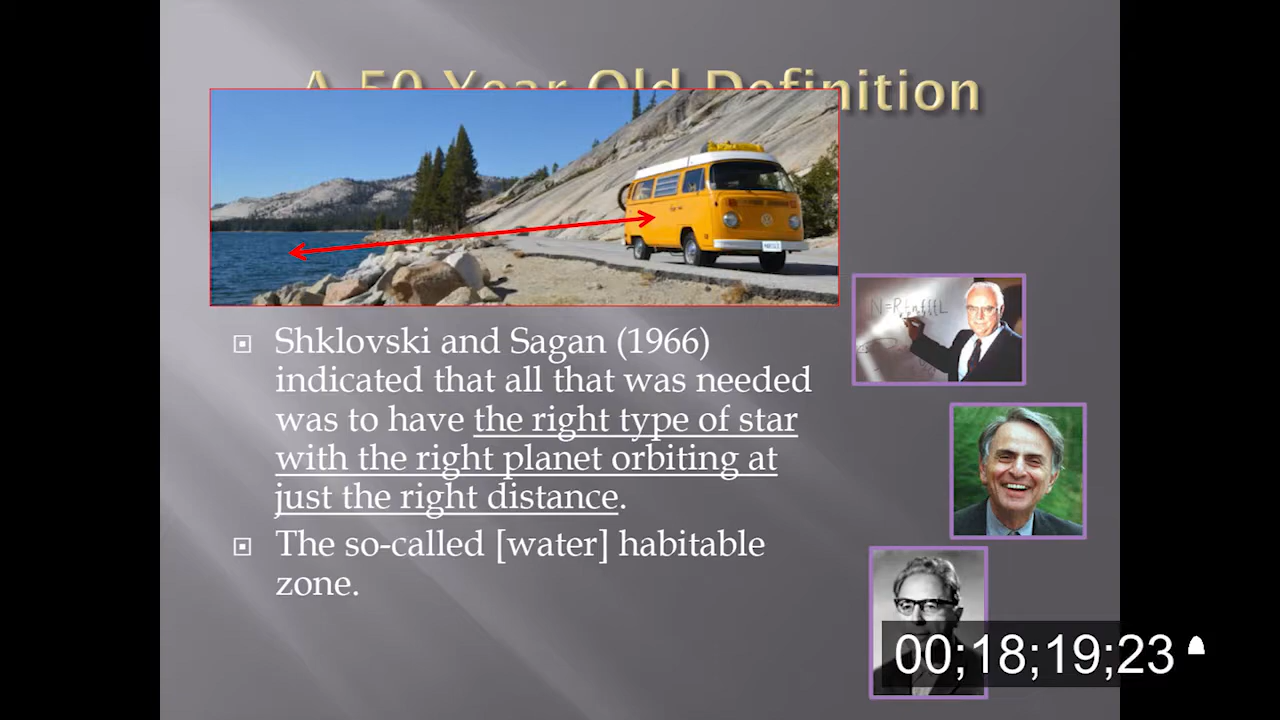 A 50 Year Old Definition
Shklovski and Sagan (1966)
indicated that all that was needed
was to have the right type of star
with the right planet orbiting at
just the right distance.
The so-called [water] habitable
zone.
00;18;19;23